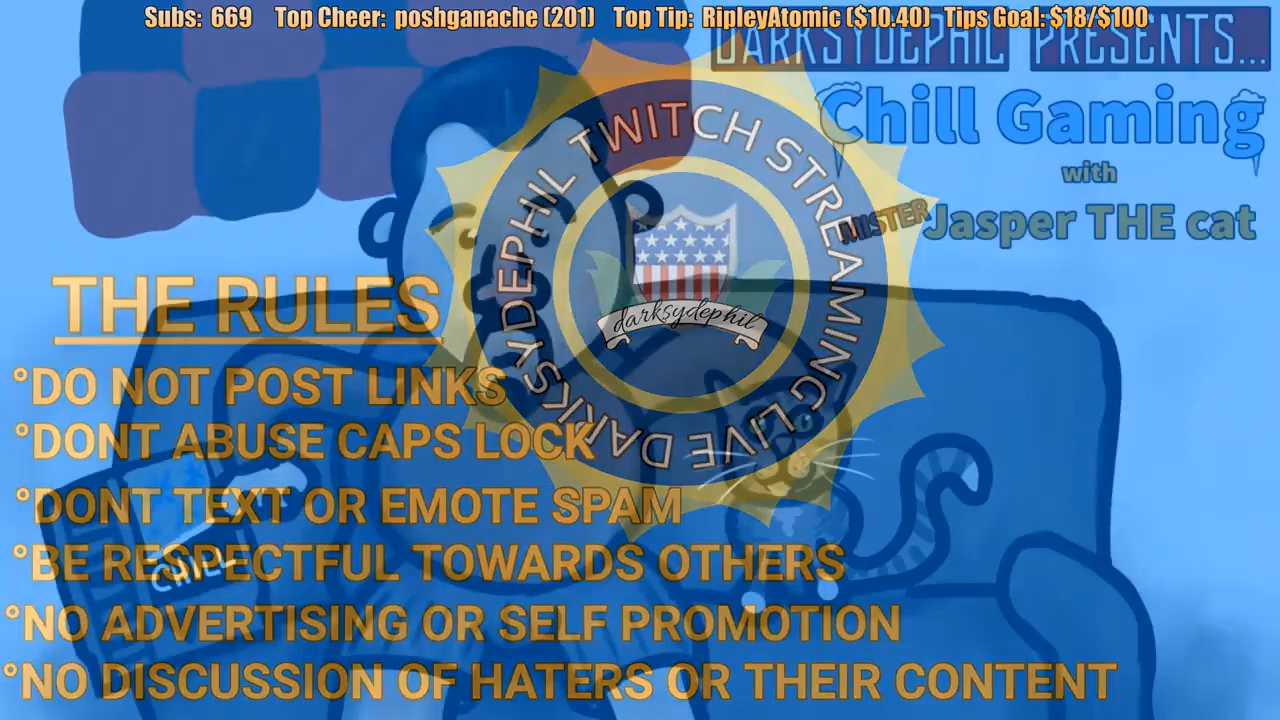 Subs: 669 Top Cheer: poshganache (201) Top Tip: RipleyAtomic ($10.40) Tips Goal: $18/$100
DARKSYDEPHIL PRESENTS...
Chill Gaming
with
MISTER Jasper THE cat
DARKSYDEPHIL TWITCH STREAMING LIVE
darksydephil
THE RULES
°DO NOT POST LINKS
°DONT ABUSE CAPS LOCK
°DONT TEXT OR EMOTE SPAM
°BE RESPECTFUL TOWARDS OTHERS
CHILL
°NO ADVERTISING OR SELF PROMOTION
°NO DISCUSSION OF HATERS OR THEIR CONTENT